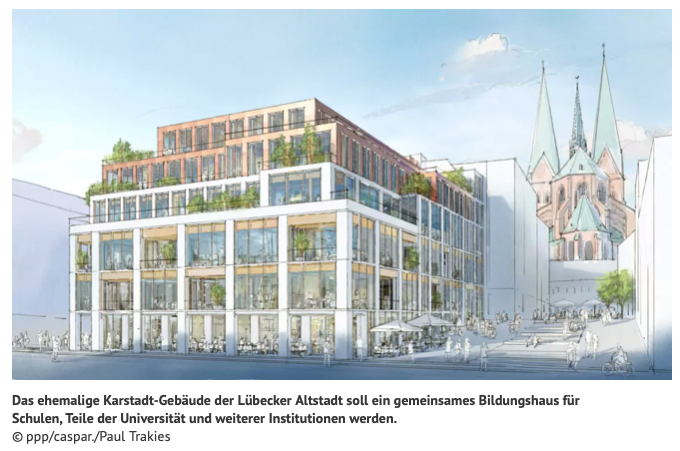 Das ehemalige Karstadt-Gebäude der Lübecker Altstadt soll ein gemeinsames Bildungshaus für
Schulen, Teile der Universität und weiterer Institutionen werden.
© ppp/caspar./Paul Trakies